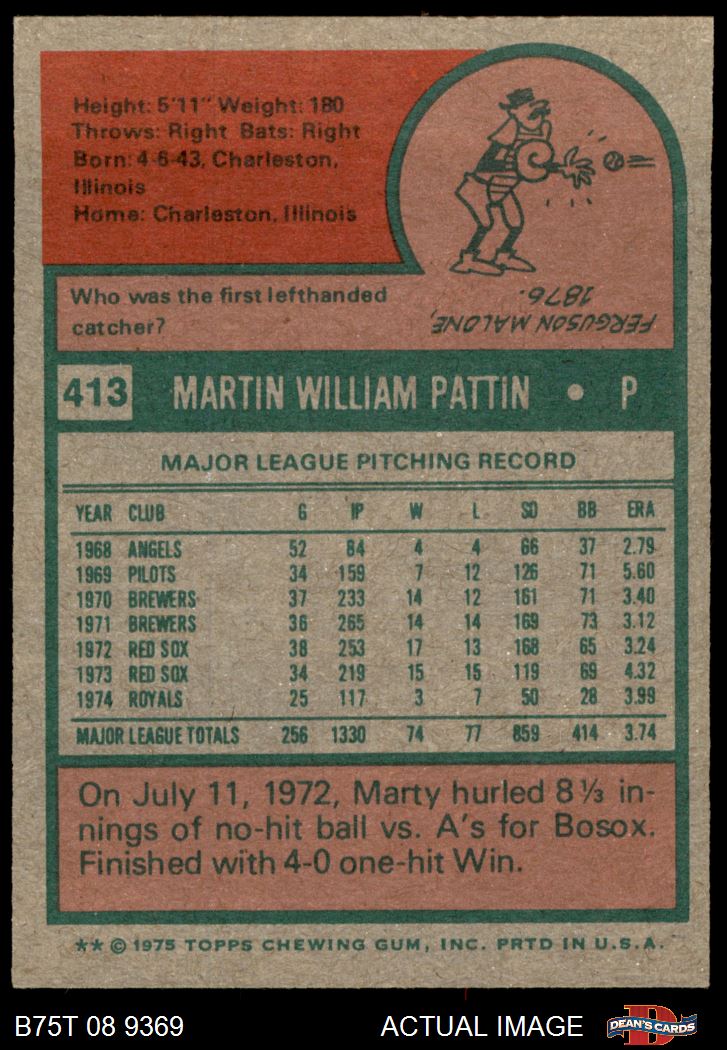 Height: 5'11" Weight: 180
Throws: Right Bats: Right
Born: 4-6-43, Charleston,
Illinois
Home: Charleston, Illinois
Who was the first lefthanded
catcher?
FERGUSON MALONE,
1876.
413 MARTIN WILLIAM PATTIN • P
MAJOR LEAGUE PITCHING RECORD
YEAR CLUB G IP W L SO BB ERA
1968 ANGELS 52 84 4 4 66 37 2.79
1969 PILOTS 34 159 7 12 126 71 5.60
1970 BREWERS 37 233 14 12 161 71 3.40
1971 BREWERS 36 265 14 14 169 73 3.12
1972 RED SOX 38 253 17 13 168 65 3.24
1973 RED SOX 34 219 15 15 119 69 4.32
1974 ROYALS 25 117 3 7 50 28 3.99
MAJOR LEAGUE TOTALS 256 1330 74 77 859 414 3.74
On July 11, 1972, Marty hurled 8 ⅓ in-
nings of no-hit ball vs. A's for Bosox.
Finished with 4-0 one-hit Win.
** © 1975 TOPPS CHEWING GUM, INC. PRTD IN U.S.A.
B75T 08 9369 ACTUAL IMAGE DEAN'S CARDS